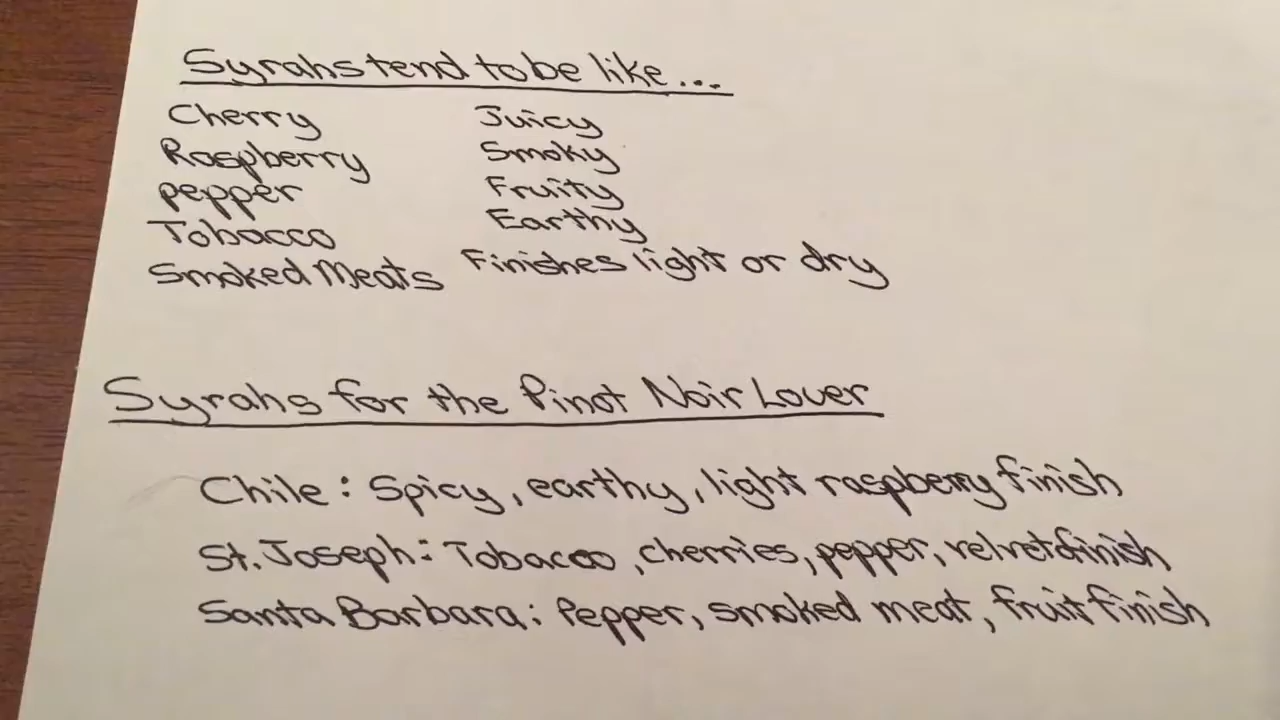 Syrahs tend to be like...
Cherry
Raspberry
pepper
Tobacco
Smoked Meats
Juicy
Smoky
Fruity
Earthy
Finishes light or dry
Syrahs for the Pinot Noir Lover
Chile: Spicy, earthy, light raspberry finish
St. Joseph: Tobacco, cherries, pepper, velvet finish
Santa Barbara: Pepper, smoked meat, fruit finish